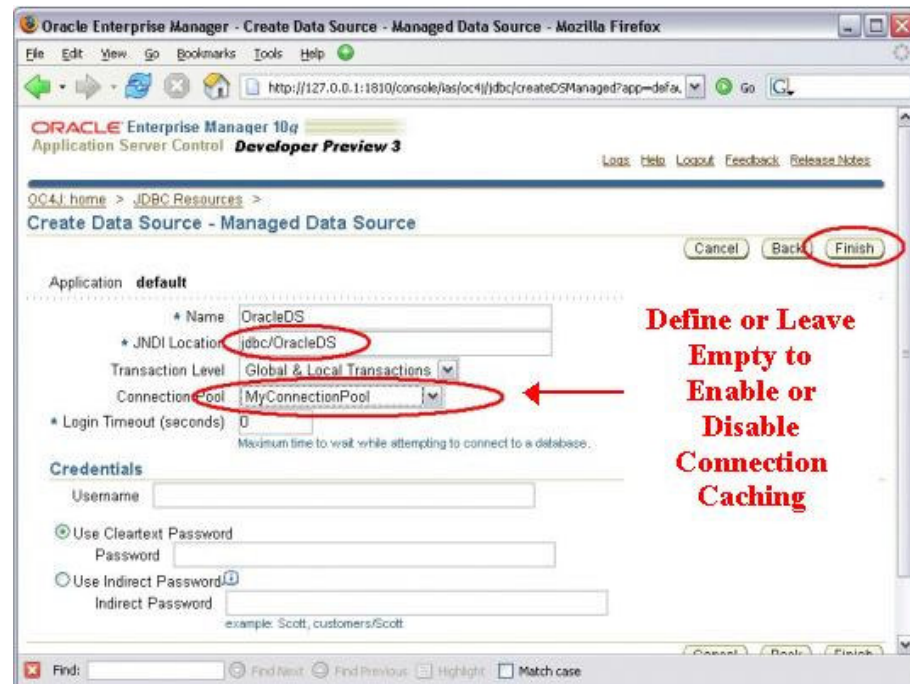 Oracle Enterprise Manager - Create Data Source - Managed Data Source - Mozilla Firefox
File Edit View Go Bookmarks Tools Help
http://127.0.0.1:1810/console/ias/oc4j/jdbc/createDSManaged?app=defau Go
ORACLE Enterprise Manager 10g
Application Server Control Developer Preview 3
Logs Help Logout Feedback Release Notes
OC4J: home > JDBC Resources >
Create Data Source - Managed Data Source
Cancel Back Finish
Application default
* Name OracleDS
* JNDI Location jdbc/OracleDS
Transaction Level Global & Local Transactions
Connection Pool MyConnectionPool
* Login Timeout (seconds) 0
Maximum time to wait while attempting to connect to a database.
Define or Leave
Empty to
Enable or
Disable
Connection
Caching
Credentials
Username
Use Cleartext Password
Password
Use Indirect Password
Indirect Password
example: Scott, customers/Scott
Cancel Back Finish
Find: Find Next Find Previous Highlight Match case